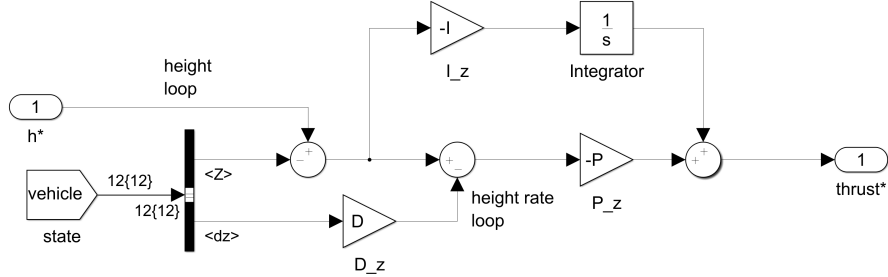 -I
1
s
I_z
Integrator
height
loop
1
h*
+
−
<Z>
+
−
-P
P_z
+
+
1
thrust*
vehicle
state
12{12}
12{12}
<dz>
D
D_z
height rate
loop